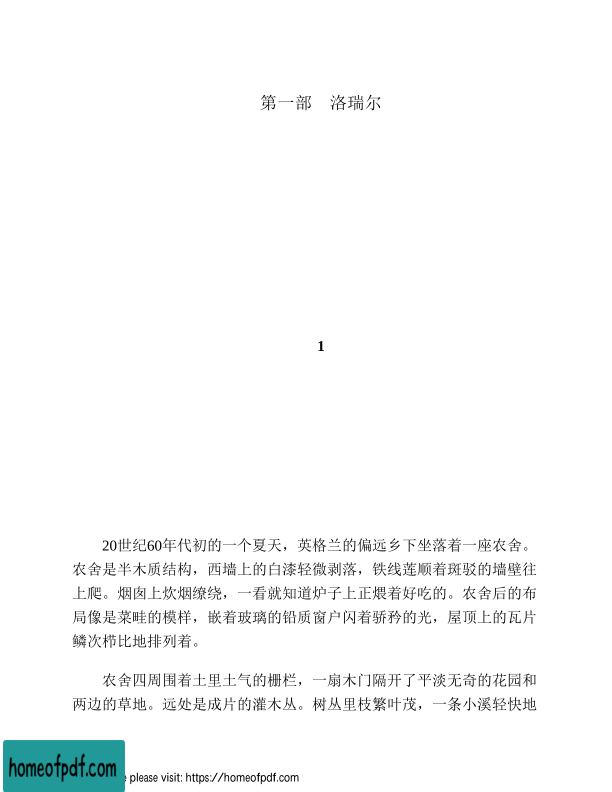 第一部　洛瑞尔
1
20世纪60年代初的一个夏天，英格兰的偏远乡下坐落着一座农舍。
农舍是半木质结构，西墙上的白漆轻微剥落，铁线莲顺着斑驳的墙壁往
上爬。烟囱上炊烟缭绕，一看就知道炉子上正煨着好吃的。农舍后的布
局像是菜畦的模样，嵌着玻璃的铅质窗户闪着骄矜的光，屋顶上的瓦片
鳞次栉比地排列着。
农舍四周围着土里土气的栅栏，一扇木门隔开了平淡无奇的花园和
两边的草地。远处是成片的灌木丛。树丛里枝繁叶茂，一条小溪轻快地
homeofpdf.com
e please visit: https://homeofpdf.com